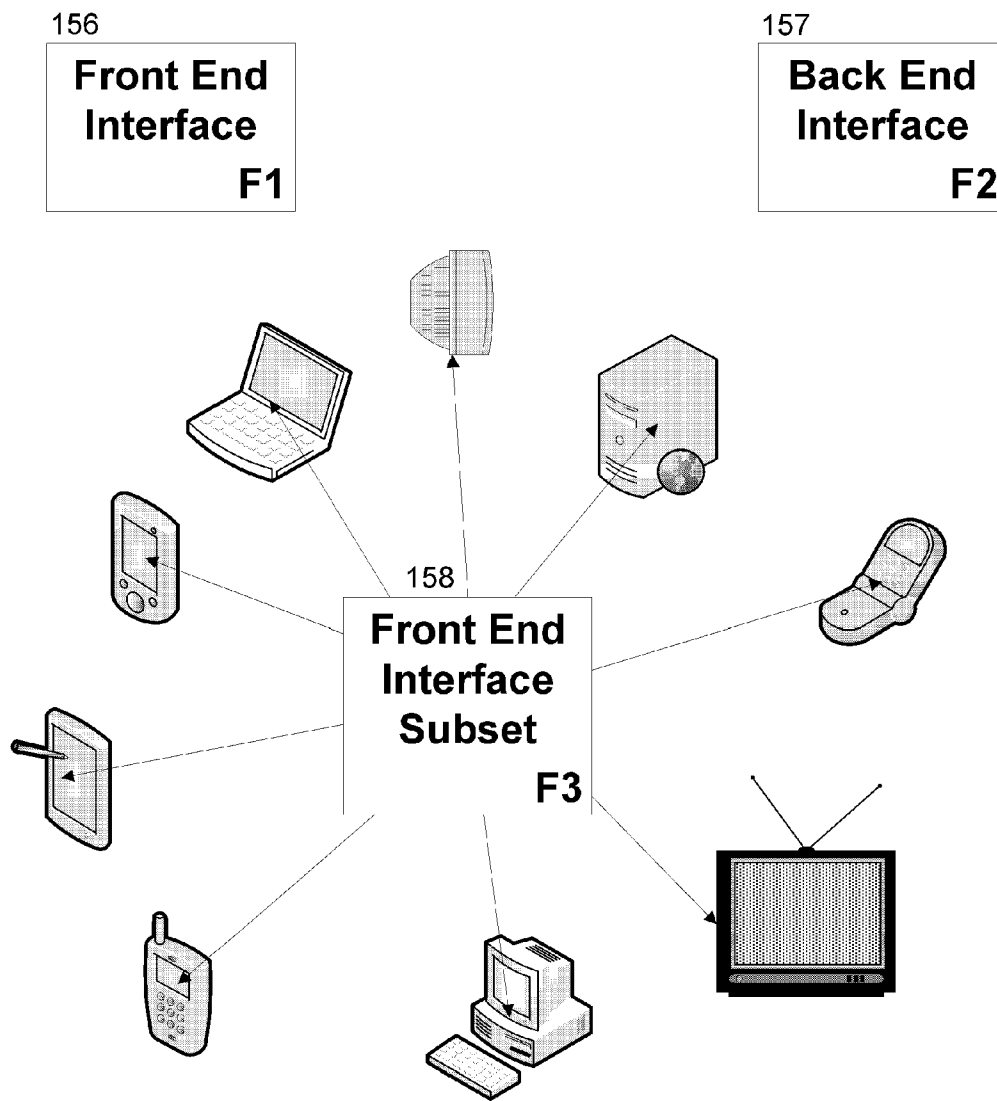 156
Front End
Interface
F1
157
Back End
Interface
F2
158
Front End
Interface
Subset
F3